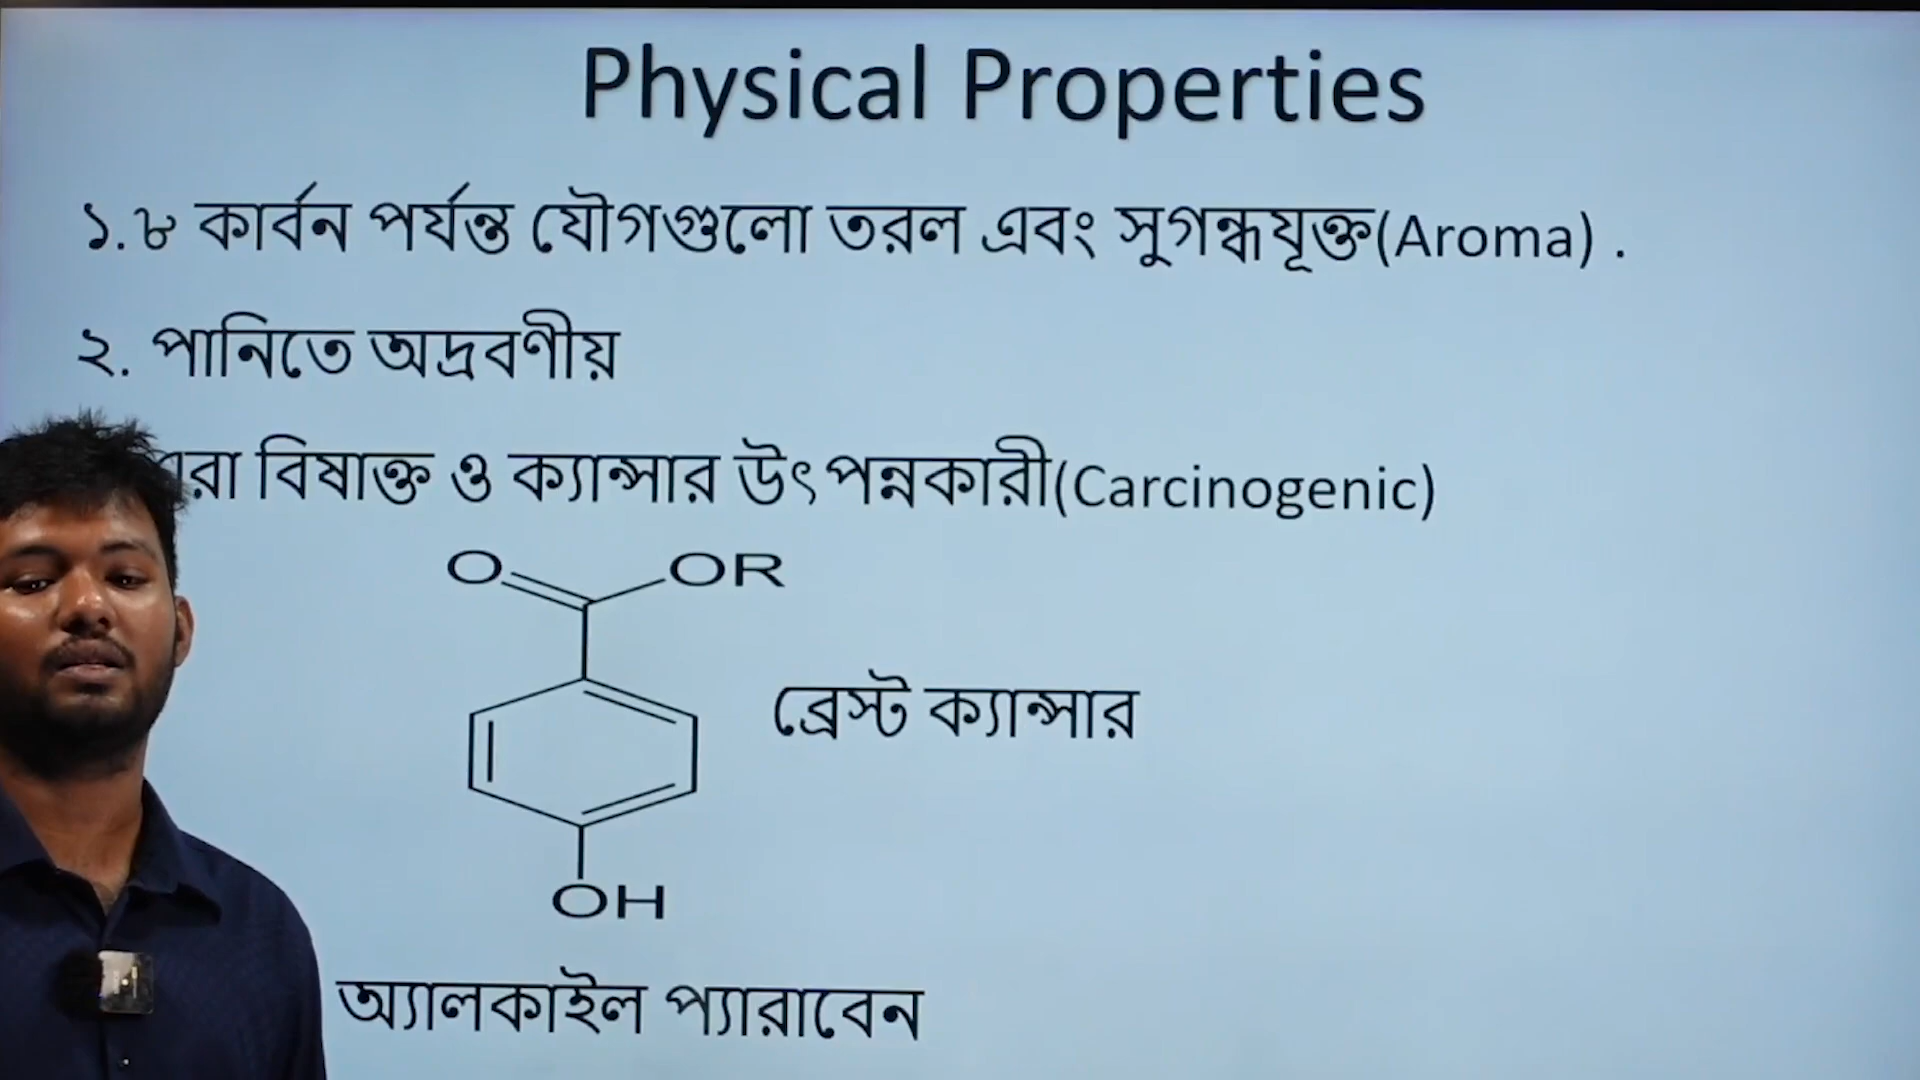 Physical Properties
১.৮ কার্বন পর্যন্ত যৌগগুলো তরল এবং সুগন্ধযূক্ত(Aroma) .
২. পানিতে অদ্রবণীয়
বিষাক্ত ও ক্যান্সার উৎপন্নকারী(Carcinogenic)
O OR
ব্রেস্ট ক্যান্সার
OH
অ্যালকাইল প্যারাবেন